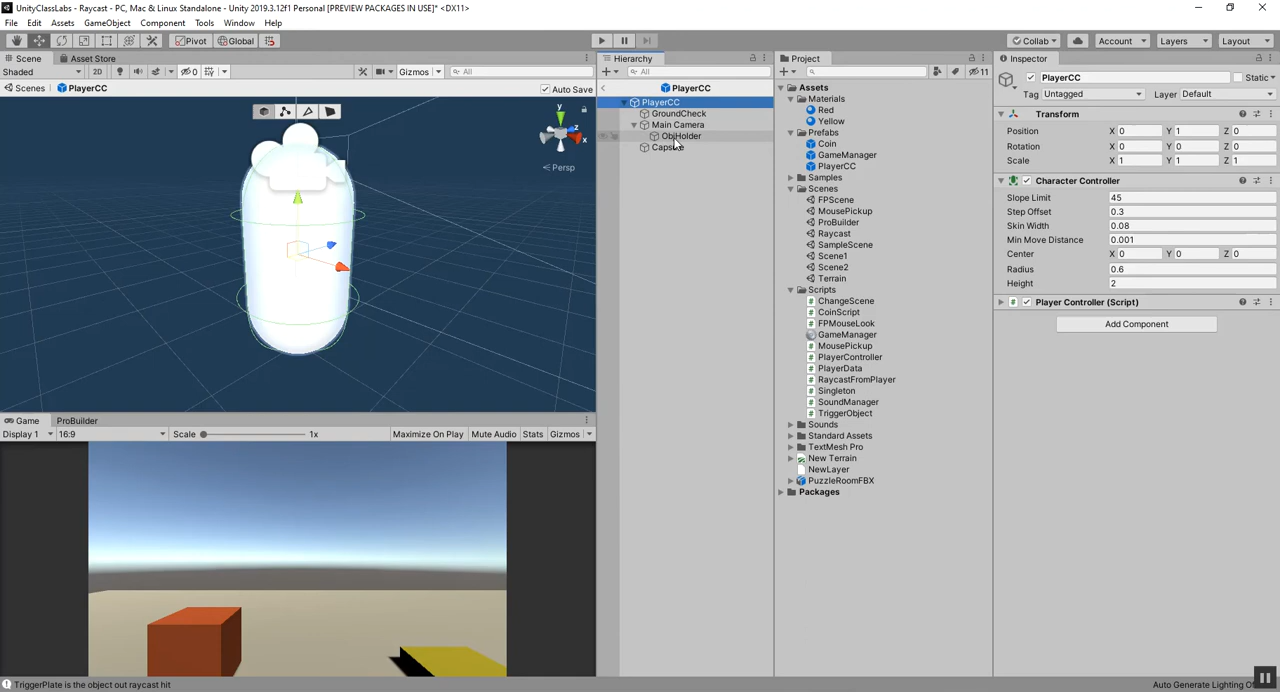 UnityClassLabs - Raycast - PC, Mac & Linux Standalone - Unity 2019.3.12f1 Personal [PREVIEW PACKAGES IN USE]* <DX11>
File Edit Assets GameObject Component Tools Window Help
Pivot Global Collab Account Layers Layout
Scene Asset Store
Shaded 2D 0 Gizmos All
Scenes PlayerCC Auto Save
y
z
x
Persp
Game ProBuilder
Display 1 16:9 Scale 1x Maximize On Play Mute Audio Stats Gizmos
TriggerPlate is the object out raycast hit
Hierarchy
All
PlayerCC
PlayerCC
GroundCheck
Main Camera
ObjHolder
Capsule
Project
11
Assets
Materials
Red
Yellow
Prefabs
Coin
GameManager
PlayerCC
Samples
Scenes
FPScene
MousePickup
ProBuilder
Raycast
SampleScene
Scene1
Scene2
Terrain
Scripts
ChangeScene
CoinScript
FPMouseLook
GameManager
MousePickup
PlayerController
PlayerData
RaycastFromPlayer
Singleton
SoundManager
TriggerObject
Sounds
Standard Assets
TextMesh Pro
New Terrain
NewLayer
PuzzleRoomFBX
Packages
Inspector
PlayerCC Static
Tag Untagged Layer Default
Transform
Position X 0 Y 1 Z 0
Rotation X 0 Y 0 Z 0
Scale X 1 Y 1 Z 1
Character Controller
Slope Limit 45
Step Offset 0.3
Skin Width 0.08
Min Move Distance 0.001
Center X 0 Y 0 Z 0
Radius 0.6
Height 2
Player Controller (Script)
Add Component
Auto Generate Lighting